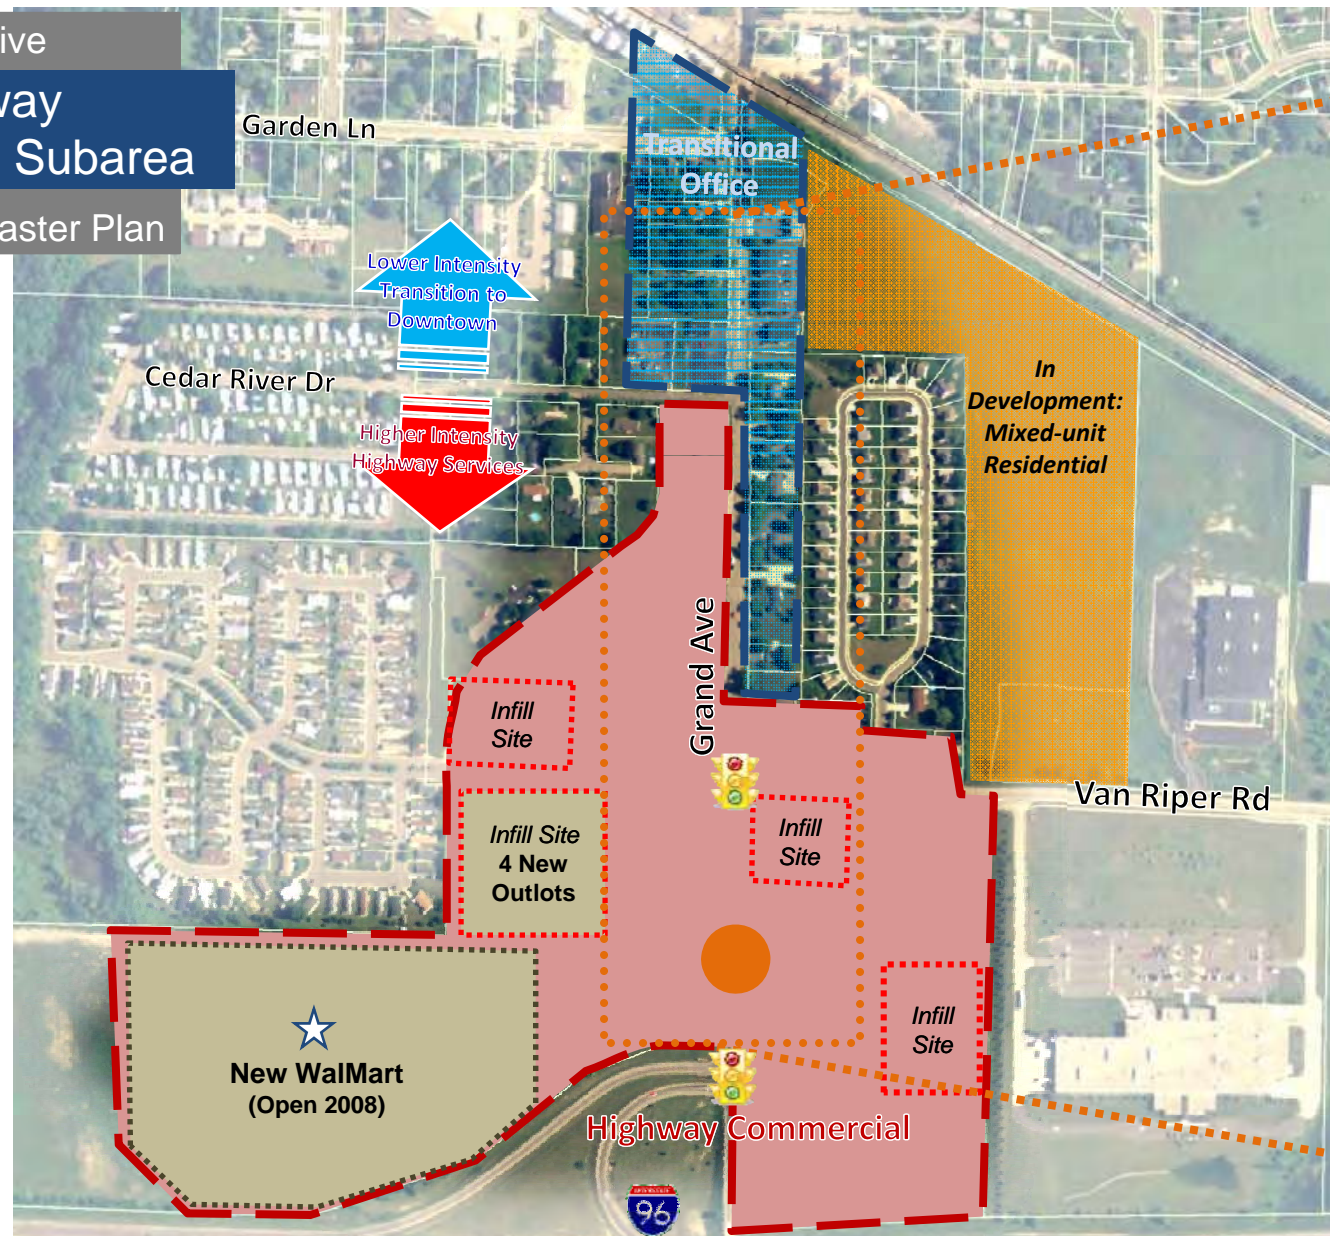 ive
way
Subarea
aster Plan
Garden Ln
Transitional
Office
Lower Intensity
Transition to
Downtown
Cedar River Dr
Higher Intensity
Highway Services
In
Development:
Mixed-unit
Residential
Grand Ave
Infill
Site
Van Riper Rd
Infill Site
4 New
Outlots
Infill
Site
Infill
Site
New WalMart
(Open 2008)
Highway Commercial
96